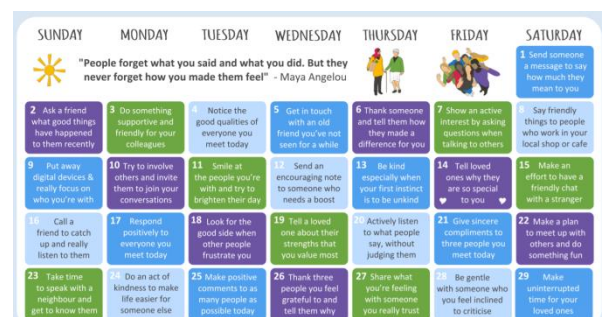 SUNDAY MONDAY TUESDAY WEDNESDAY THURSDAY FRIDAY SATURDAY
"People forget what you said and what you did. But they
never forget how you made them feel" - Maya Angelou
1 Send someone
a message to say
how much they
mean to you
2 Ask a friend
what good things
have happened
to them recently
3 Do something
supportive and
friendly for your
colleagues
4 Notice the
good qualities of
everyone you
meet today
5 Get in touch
with an old
friend you've not
seen for a while
6 Thank someone
and tell them how
they made a
difference for you
7 Show an active
interest by asking
questions when
talking to others
8 Say friendly
things to people
who work in your
local shop or cafe
9 Put away
digital devices &
really focus on
who you're with
10 Try to involve
others and invite
them to join your
conversations
11 Smile at
the people you're
with and try to
brighten their day
12 Send an
encouraging note
to someone who
needs a boost
13 Be kind
especially when
your first instinct
is to be unkind
14 Tell loved
ones why they
are so special
to you
15 Make an
effort to have a
friendly chat
with a stranger
16 Call a
friend to catch
up and really
listen to them
17 Respond
positively to
everyone you
meet today
18 Look for the
good side when
other people
frustrate you
19 Tell a loved
one about their
strengths that
you value most
20 Actively listen
to what people
say, without
judging them
21 Give sincere
compliments to
three people you
meet today
22 Make a plan
to meet up with
others and do
something fun
23 Take time
to speak with a
neighbour and
get to know them
24 Do an act of
kindness to make
life easier for
someone else
25 Make positive
comments to as
many people as
possible today
26 Thank three
people you feel
grateful to and
tell them why
27 Share what
you're feeling
with someone
you really trust
28 Be gentle
with someone who
you feel inclined
to criticise
29 Make
uninterrupted
time for your
loved ones